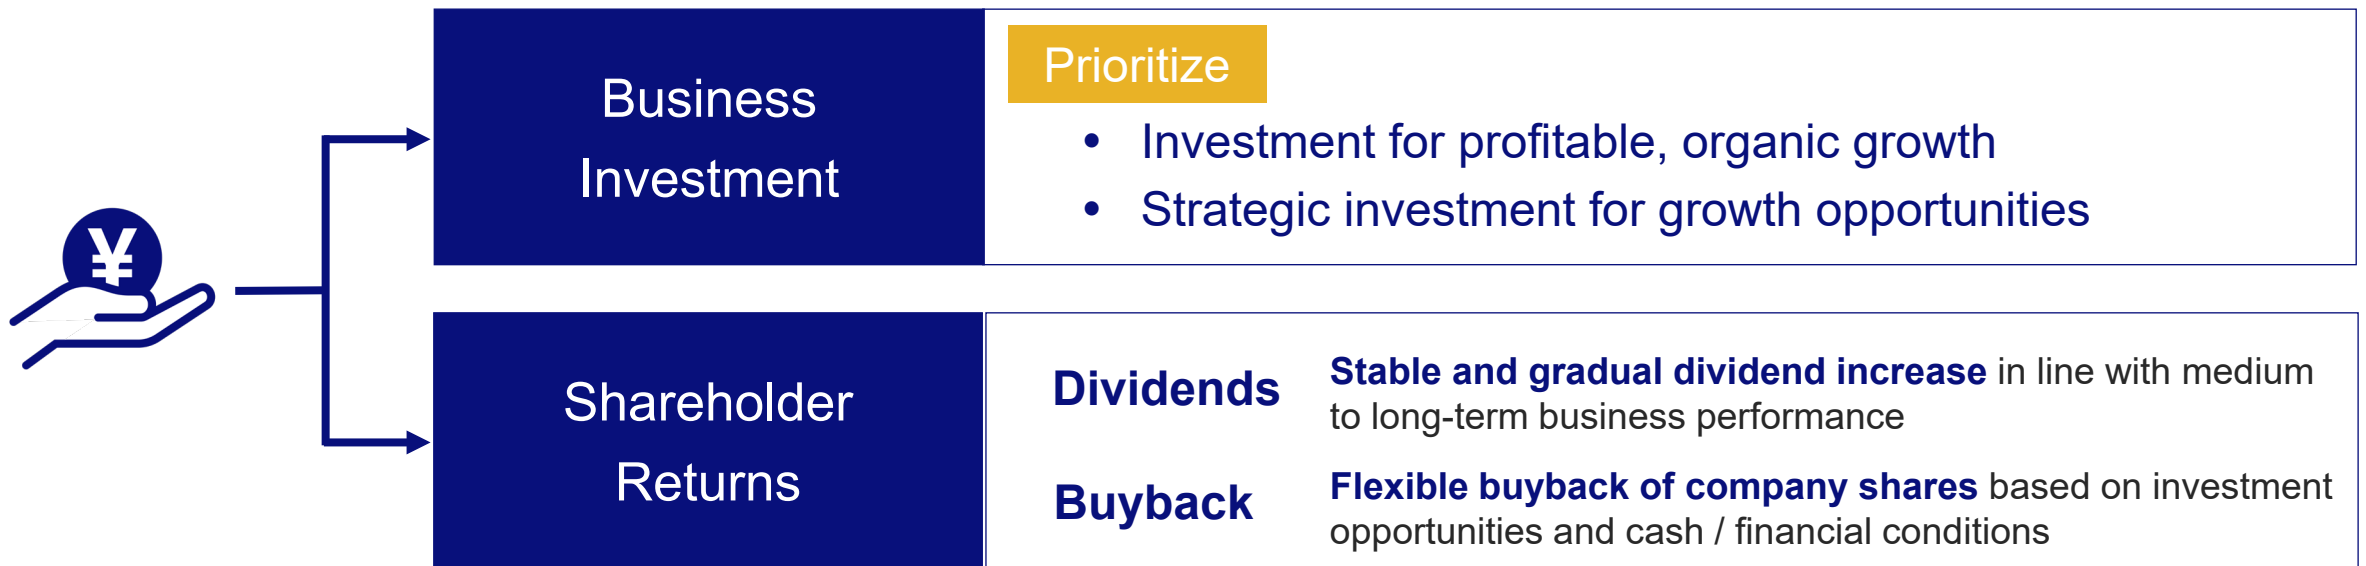 Business
Investment
Prioritize
• Investment for profitable, organic growth
• Strategic investment for growth opportunities
¥
Shareholder
Returns
Dividends
Stable and gradual dividend increase in line with medium
to long-term business performance
Buyback
Flexible buyback of company shares based on investment
opportunities and cash / financial conditions